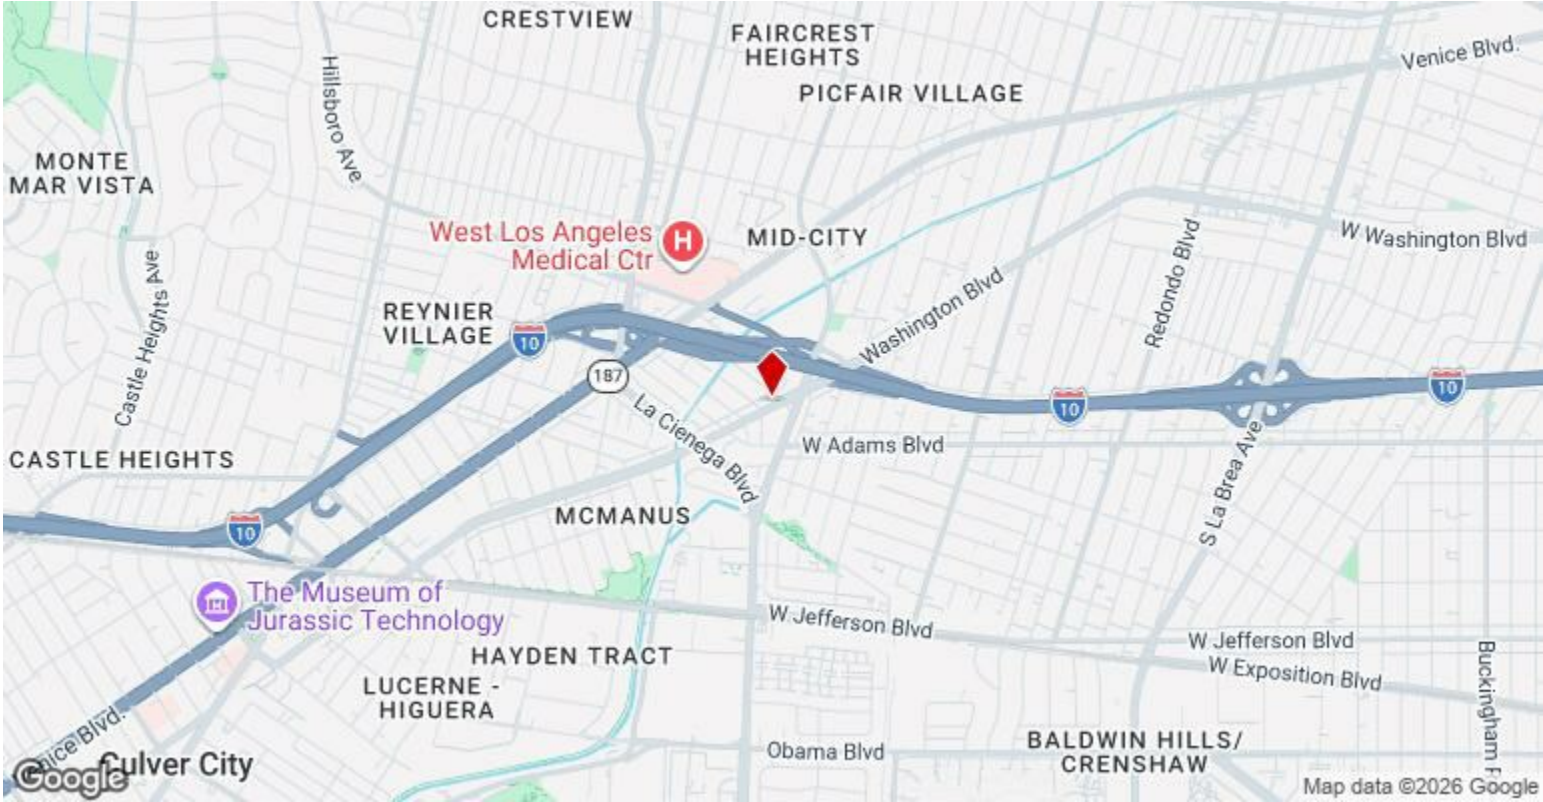 CRESTVIEW
FAIRCREST
HEIGHTS
Venice Blvd.
PICFAIR VILLAGE
Hillsboro Ave
MONTE
MAR VISTA
West Los Angeles
Medical Ctr
H
MID-CITY
W Washington Blvd
Redondo Blvd
Castle Heights Ave
REYNIER
VILLAGE
Washington Blvd
10
187
10
10
La Cienega Blvd
W Adams Blvd
CASTLE HEIGHTS
S La Brea Ave
MCMANUS
10
The Museum of
Jurassic Technology
W Jefferson Blvd
W Jefferson Blvd
W Exposition Blvd
HAYDEN TRACT
LUCERNE -
HIGUERA
Buckingham
nice Blvd.
Culver City
Obama Blvd
BALDWIN HILLS/
CRENSHAW
Google
Map data ©2026 Google